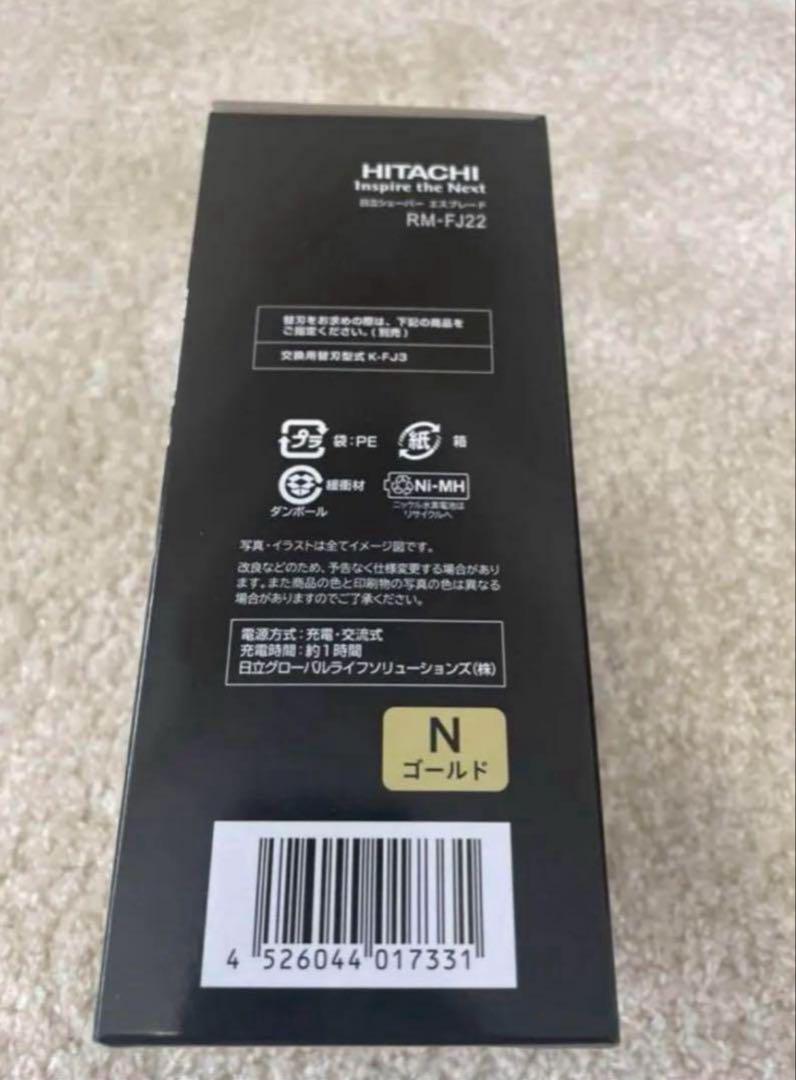 HITACHI
Inspire the Next
日立シェーバー エスブレード
RM-FJ22
替刃をお求めの際は、下記の商品を
ご指定ください。(別売)
交換用替刃型式 K-FJ3
プラ 袋:PE 紙 箱
緩衝材 Ni-MH
ダンボール ニッケル水素電池は
リサイクルへ
写真・イラストは全てイメージ図です。
改良などのため、予告なく仕様変更する場合があり
ます。また商品の色と印刷物の写真の色は異なる
場合がありますのでご了承ください。
電源方式:充電・交流式
充電時間:約1時間
日立グローバルライフソリューションズ(株)
N
ゴールド
4 526044 017331